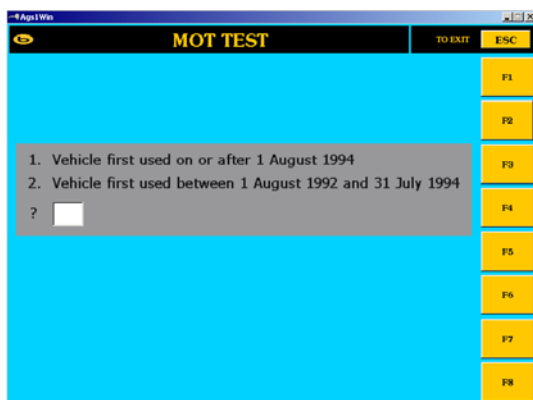 Ags1Win
MOT TEST
TO EXIT
ESC
F1
F2
1. Vehicle first used on or after 1 August 1994
F3
2. Vehicle first used between 1 August 1992 and 31 July 1994
?
F4
F5
F6
F7
F8